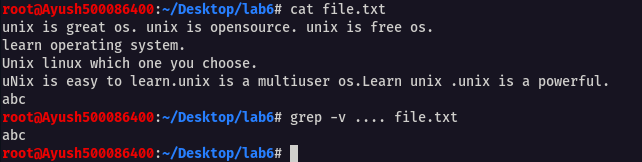 root@Ayush500086400:~/Desktop/lab6# cat file.txt
unix is great os. unix is opensource. unix is free os.
learn operating system.
Unix linux which one you choose.
uNix is easy to learn.unix is a multiuser os.Learn unix .unix is a powerful.
abc
root@Ayush500086400:~/Desktop/lab6# grep -v .... file.txt
abc
root@Ayush500086400:~/Desktop/lab6#